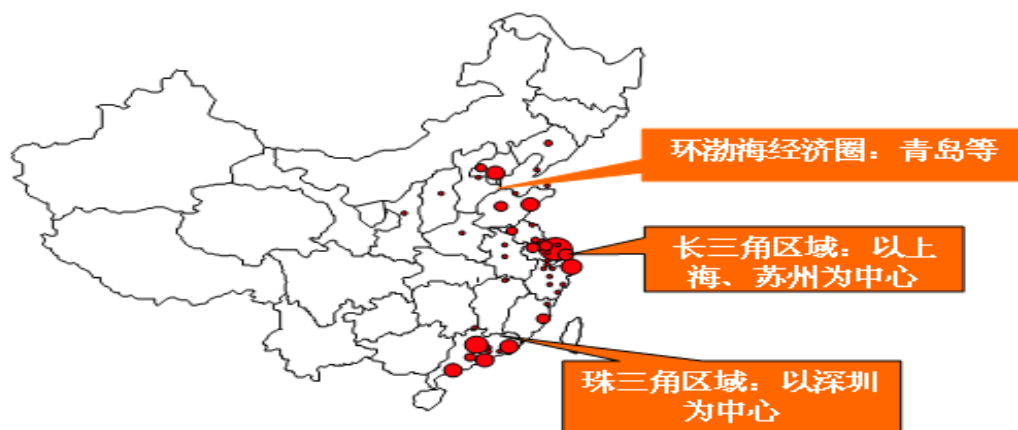 环渤海经济圈：青岛等
长三角区域：以上
海、苏州为中心
珠三角区域：以深圳
为中心